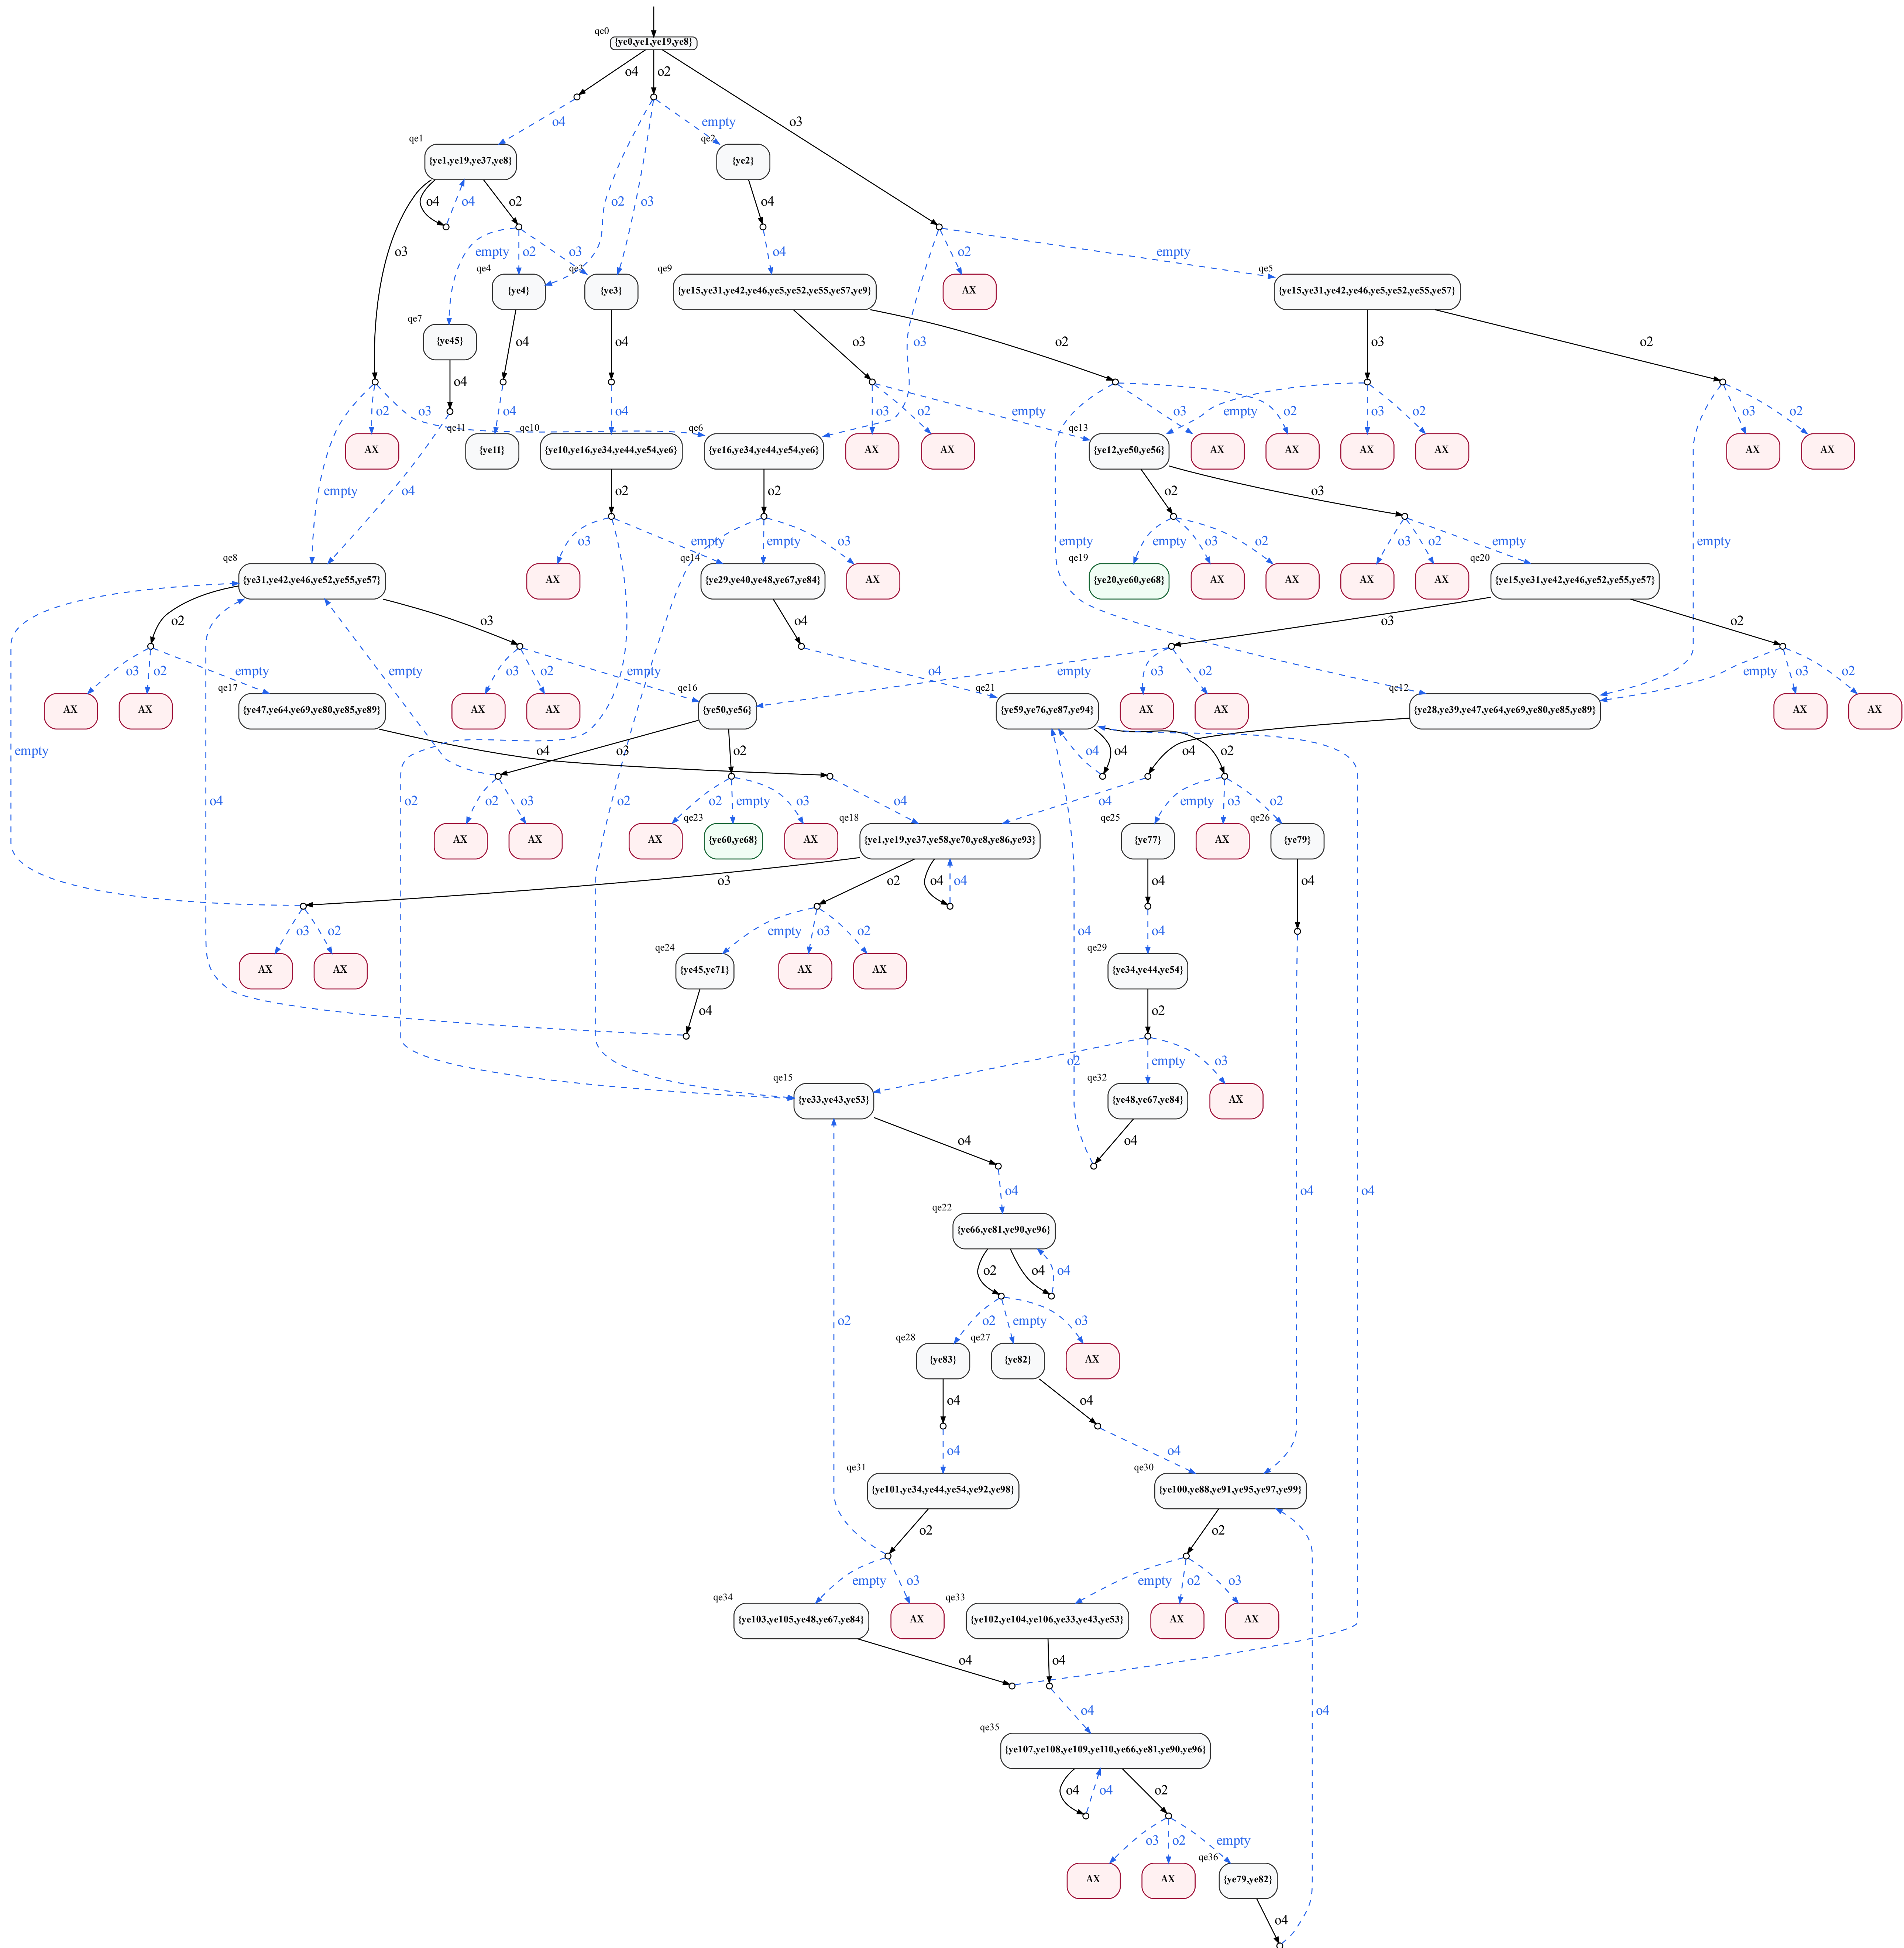 qe0
{ye0,ye1,ye19,ye8}
o4
o2
o3
o4
empty
qe1
qe2
{ye1,ye19,ye37,ye8}
{ye2}
o4
o4
o2
o2
o3
o4
o3
empty
o2
o3
o4
o2
empty
qe4
qe3
qe9
qe5
{ye4}
{ye3}
{ye15,ye31,ye42,ye46,ye5,ye52,ye55,ye57,ye9}
AX
{ye15,ye31,ye42,ye46,ye5,ye52,ye55,ye57}
qe7
{ye45}
o4
o4
o4
o3
o3
o2
o3
o2
o2
o3
o4
o4
o3
o2
empty
o3
o2
empty
o3
o2
o3
o2
qe11
qe10
qe6
qe13
AX
{ye11}
{ye10,ye16,ye34,ye44,ye54,ye6}
{ye16,ye34,ye44,ye54,ye6}
AX
AX
{ye12,ye50,ye56}
AX
AX
AX
AX
AX
AX
empty
o4
o2
o2
o2
o3
o3
empty
empty
o3
empty
empty
o3
o2
o3
o2
empty
empty
qe8
qe14
qe19
qe20
{ye31,ye42,ye46,ye52,ye55,ye57}
AX
{ye29,ye40,ye48,ye67,ye84}
AX
{ye20,ye60,ye68}
AX
AX
AX
AX
{ye15,ye31,ye42,ye46,ye52,ye55,ye57}
o2
o3
o4
o3
o2
o3
o2
empty
empty
o3
o2
empty
o4
empty
o3
o2
empty
o3
o2
qe17
qe16
qe21
qe12
AX
AX
{ye47,ye64,ye69,ye80,ye85,ye89}
AX
AX
{ye50,ye56}
{ye59,ye76,ye87,ye94}
AX
AX
{ye28,ye39,ye47,ye64,ye69,ye80,ye85,ye89}
AX
AX
empty
o4
o3
o2
o4
o4
o2
o4
o4
o2
o2
o2
o3
o2
empty
o3
o4
o4
empty
o3
o2
qe23
qe18
qe25
qe26
AX
AX
AX
{ye60,ye68}
AX
{ye1,ye19,ye37,ye58,ye70,ye8,ye86,ye93}
{ye77}
AX
{ye79}
o3
o2
o4
o4
o4
o4
o3
o2
empty
o3
o2
o4
qe24
qe29
AX
AX
{ye45,ye71}
AX
AX
{ye34,ye44,ye54}
o4
o4
o2
o2
empty
o3
qe15
qe32
{ye33,ye43,ye53}
{ye48,ye67,ye84}
AX
o4
o4
o4
o4
o4
qe22
{ye66,ye81,ye90,ye96}
o2
o4
o4
o2
o2
empty
o3
qe28
qe27
{ye83}
{ye82}
AX
o4
o4
o4
o4
qe31
qe30
{ye101,ye34,ye44,ye54,ye92,ye98}
{ye100,ye88,ye91,ye95,ye97,ye99}
o2
o2
empty
o3
empty
o2
o3
qe34
qe33
{ye103,ye105,ye48,ye67,ye84}
AX
{ye102,ye104,ye106,ye33,ye43,ye53}
AX
AX
o4
o4
o4
o4
qe35
{ye107,ye108,ye109,ye110,ye66,ye81,ye90,ye96}
o4
o4
o2
o3
o2
empty
qe36
AX
AX
{ye79,ye82}
o4